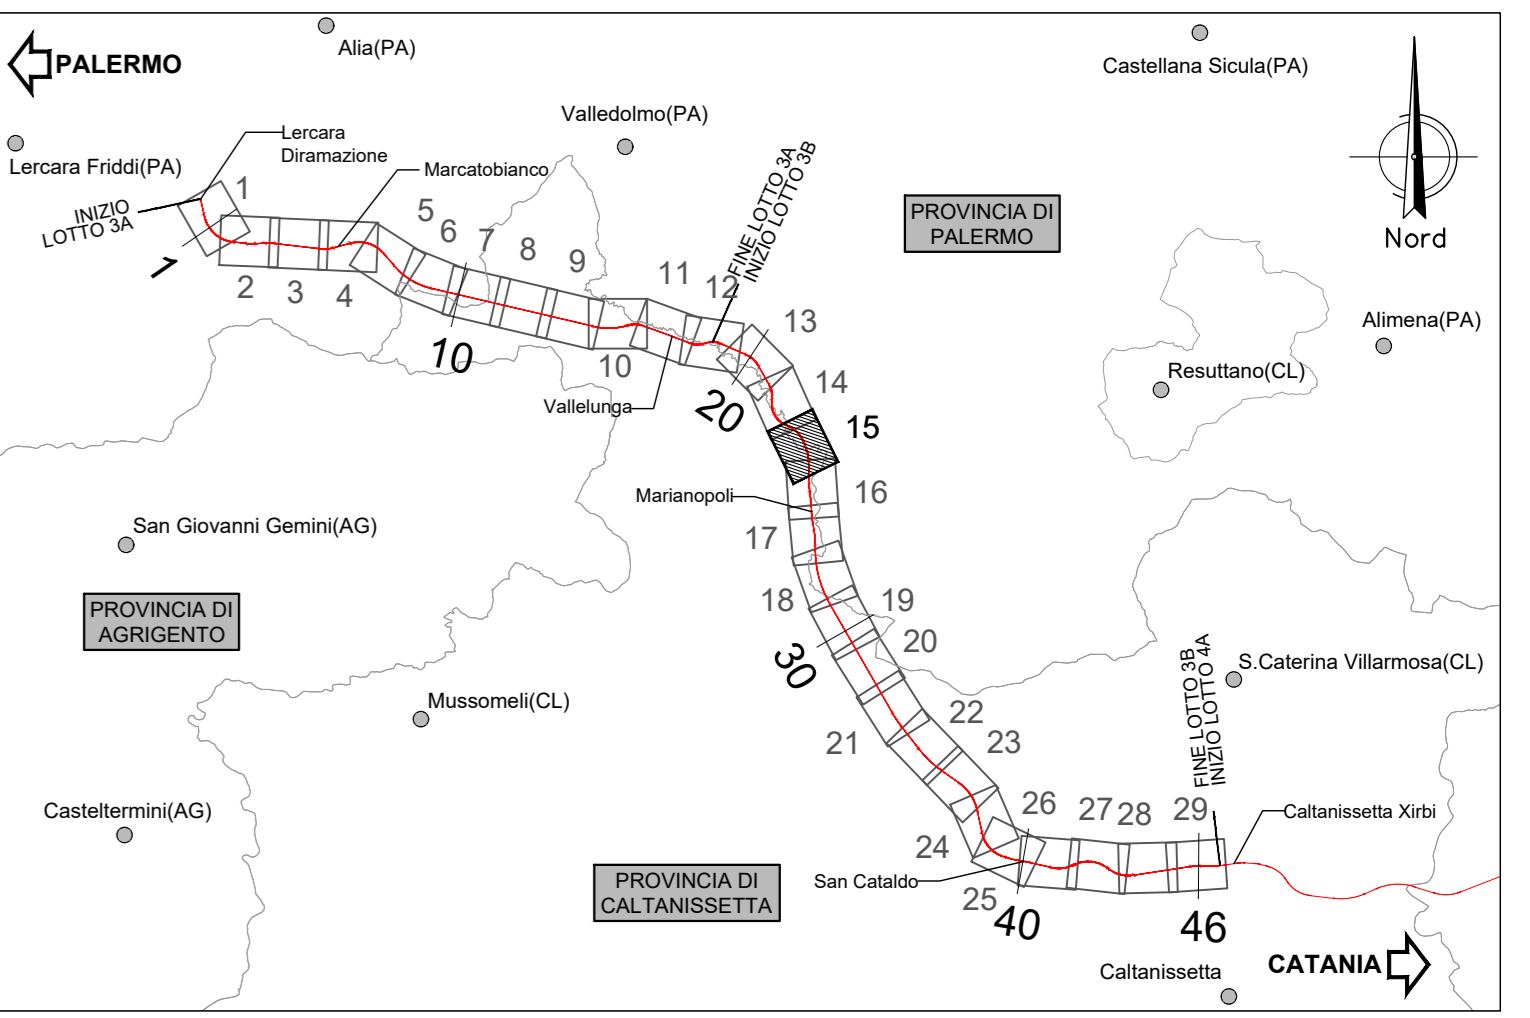 Alia(PA)
PALERMO
Castellana Sicula(PA)
Valledolmo(PA)
Lercara Friddi(PA)
Lercara
Diramazione
Marcatobianco
INIZIO
LOTTO 3A
FINE LOTTO 3A
INIZIO LOTTO 3B
PROVINCIA DI
PALERMO
Nord
1
1
2
3
4
5
6
7
8
9
10
10
11
12
13
14
15
20
Vallelunga
Alimena(PA)
Resuttano(CL)
Marianopoli
16
17
18
19
20
30
San Giovanni Gemini(AG)
PROVINCIA DI
AGRIGENTO
Mussomeli(CL)
Casteltermini(AG)
21
22
23
24
25
26
27
28
29
FINE LOTTO 3B
INIZIO LOTTO 4A
S.Caterina Villarmosa(CL)
Caltanissetta Xirbi
San Cataldo
40
46
PROVINCIA DI
CALTANISSETTA
Caltanissetta
CATANIA